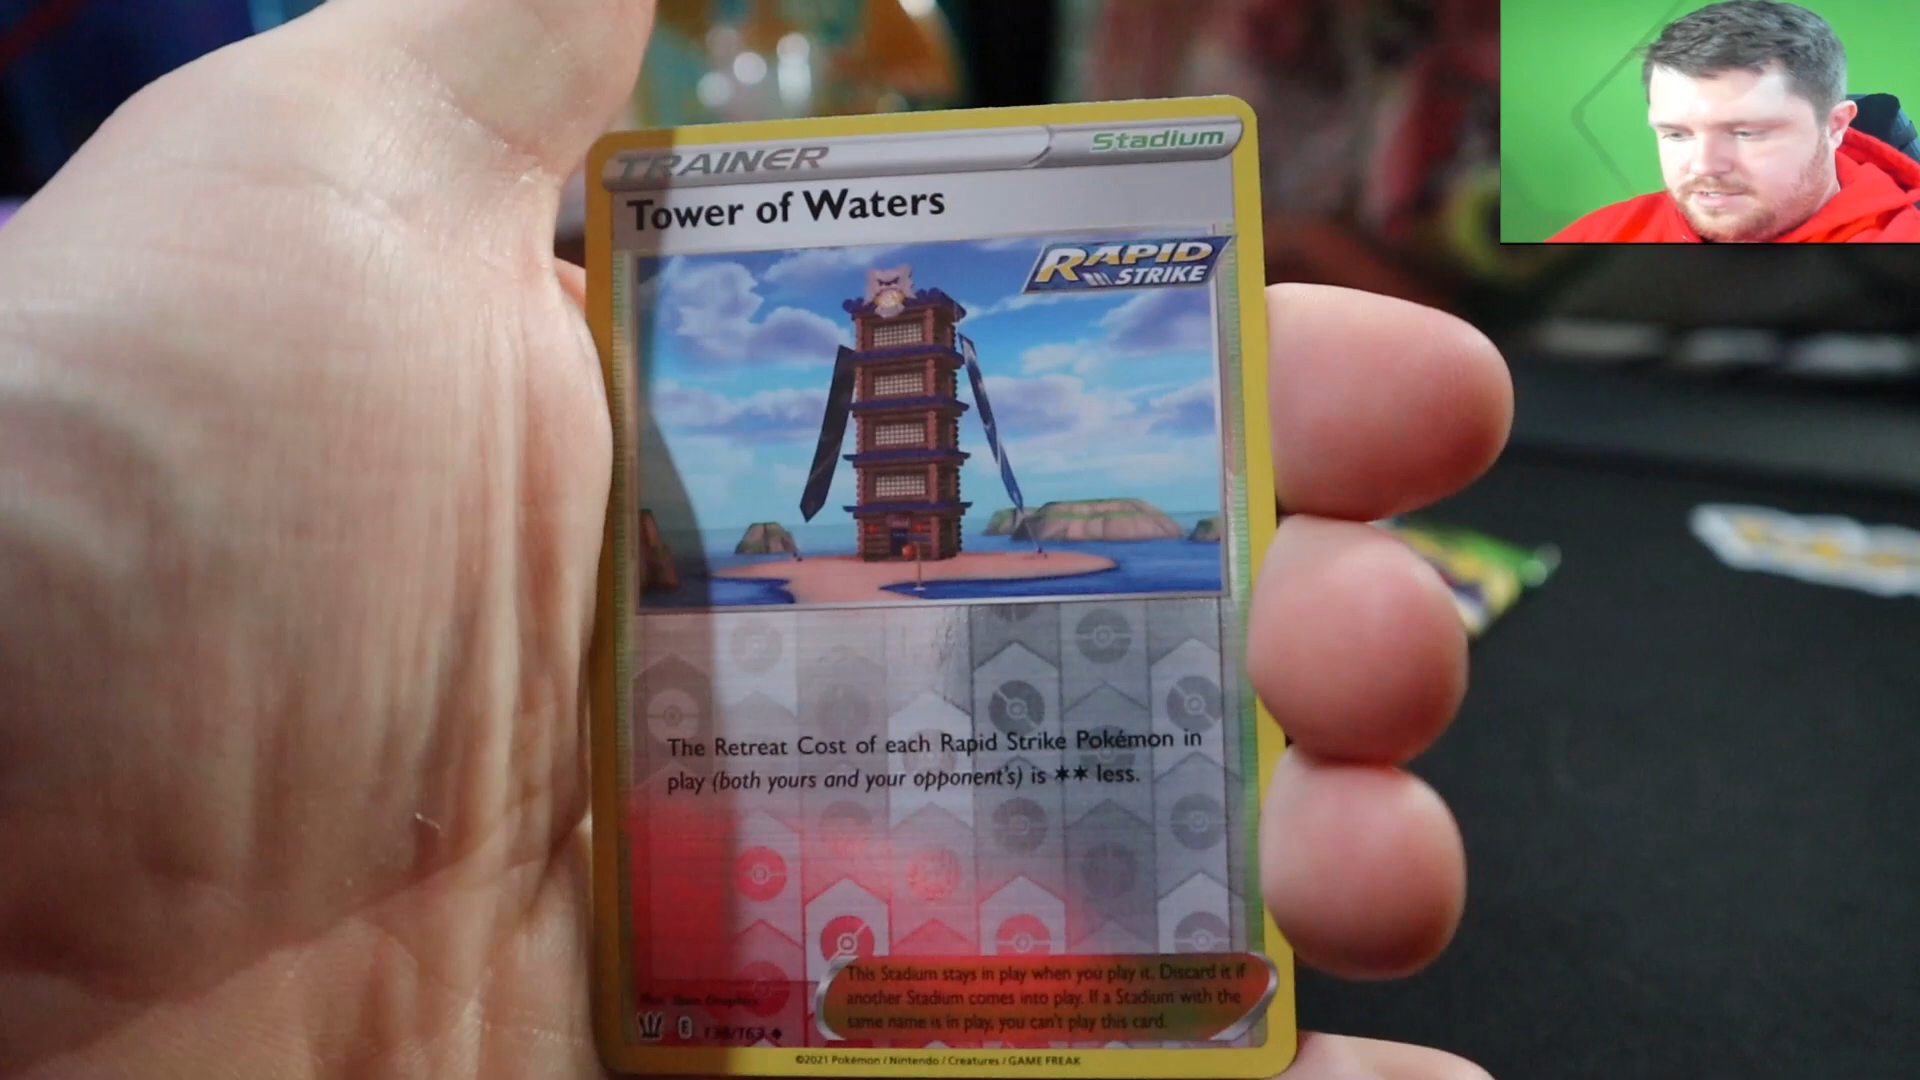 TRAINER
Stadium
Tower of Waters
RAPID
STRIKE
The Retreat Cost of each Rapid Strike Pokémon in
play (both yours and your opponent's) is ✶✶ less.
This Stadium stays in play when you play it. Discard it if
another Stadium comes into play. If a Stadium with the
same name is in play, you can't play this card.
E 138/163
©2021 Pokémon / Nintendo / Creatures / GAME FREAK